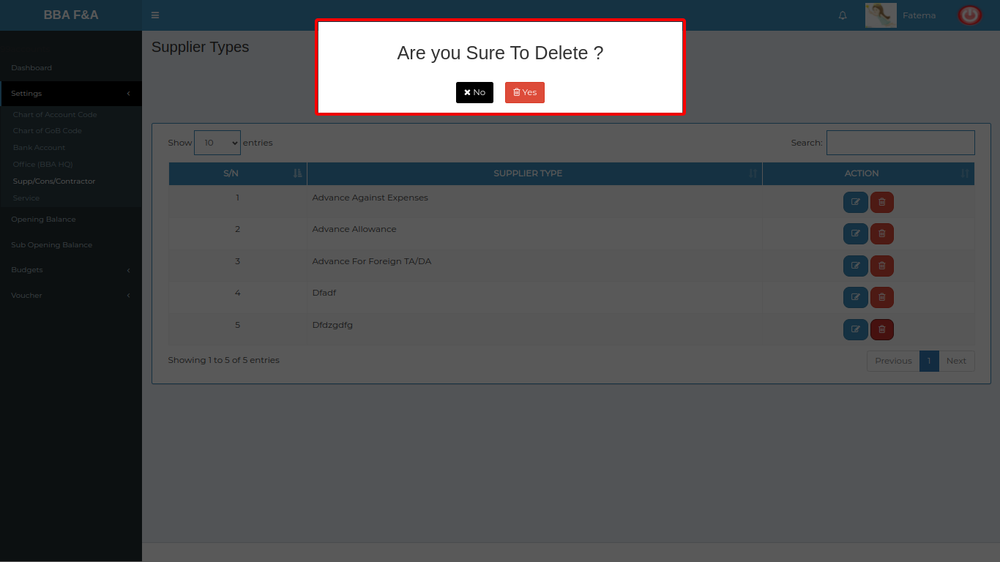 BBA F&A
Fatema
Are you Sure To Delete ?
No
Yes
Supplier Types
Dashboard
Settings
Chart of Account Code
Chart of GoB Code
Bank Account
Office (BBA HQ)
Supp/Cons/Contractor
Service
Opening Balance
Sub Opening Balance
Budgets
Voucher
Show 10 entries
Search:
S/N SUPPLIER TYPE ACTION
1 Advance Against Expenses
2 Advance Allowance
3 Advance For Foreign TA/DA
4 Dfadf
5 Dfdzgdfg
Showing 1 to 5 of 5 entries
Previous 1 Next